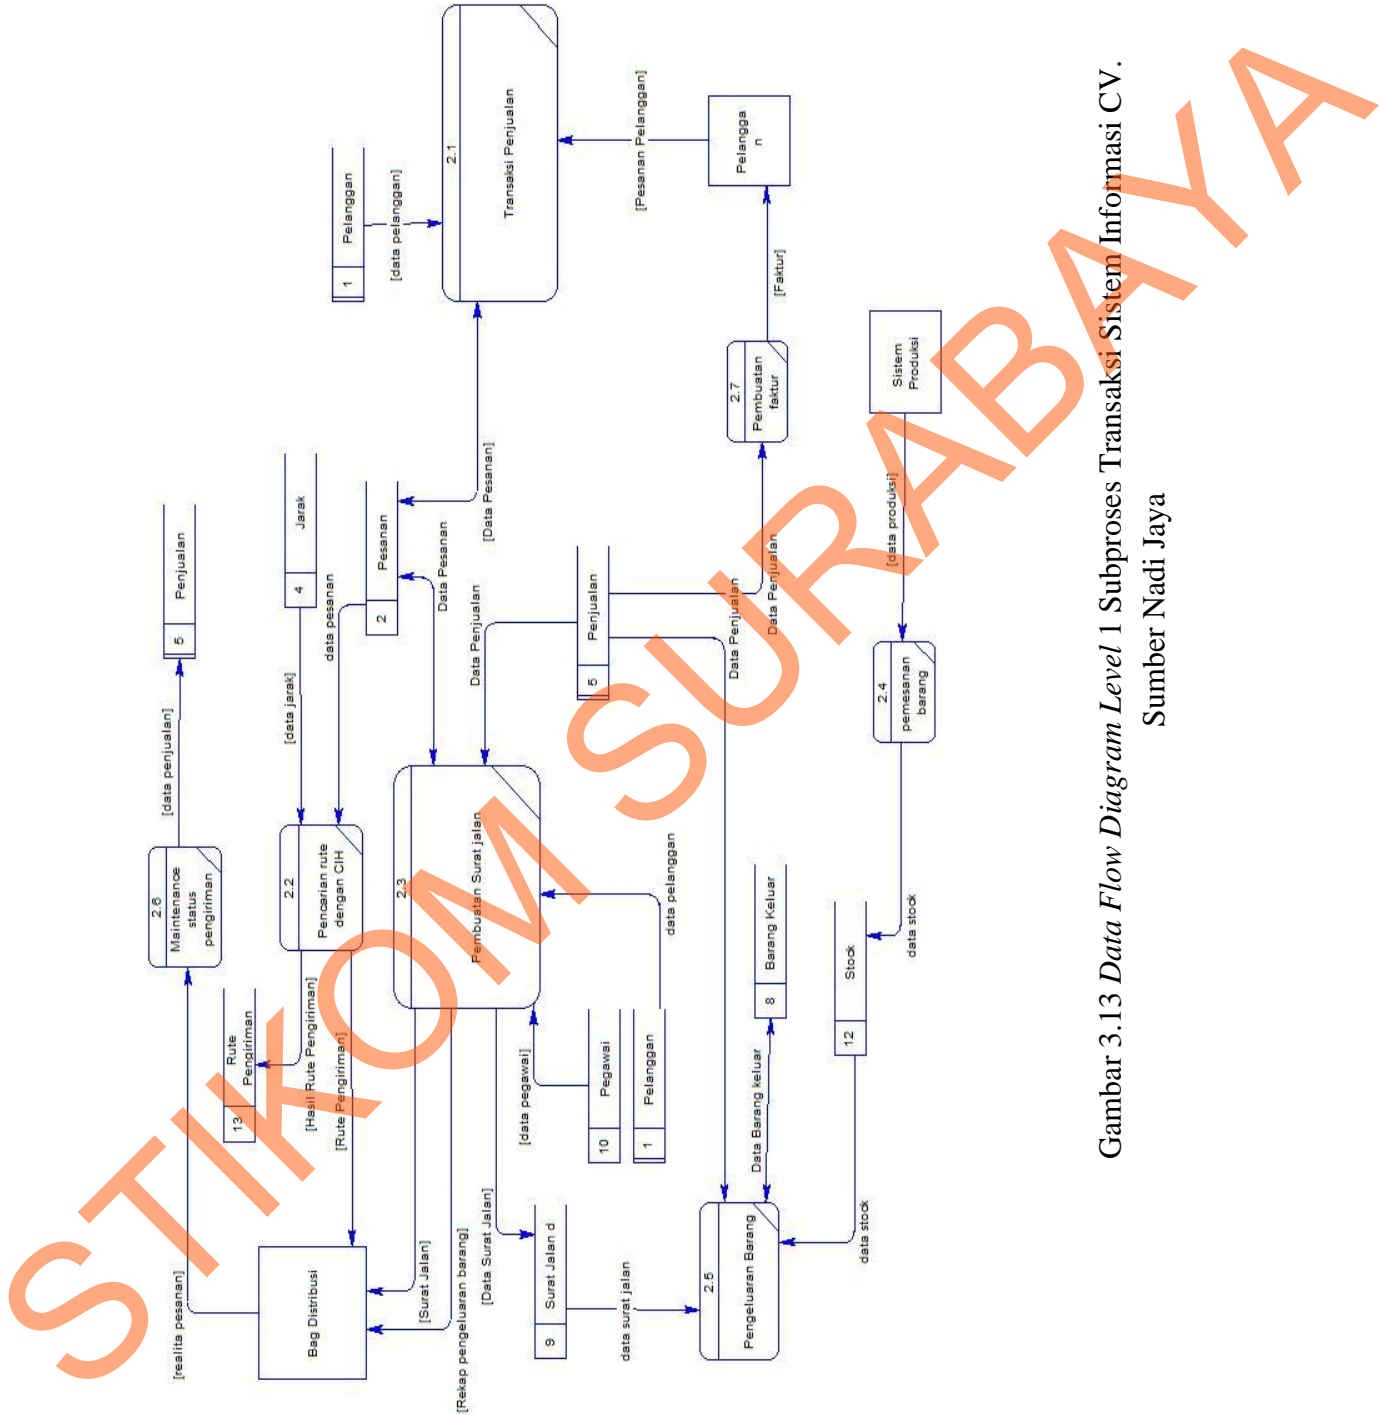 2.1
Transaksi Penjualan
1
Pelanggan
[data pelanggan]
[Pesanan Pelanggan]
Pelangga
n
[Faktur]
2.7
Pembuatan
faktur
Sistem
Produksi
[data produksi]
2.4
pemesanan
barang
data stock
12
Stock
data stock
[Data Pesanan]
2
Pesanan
Data Pesanan
data pesanan
4
Jarak
[data jarak]
5
Penjualan
[data penjualan]
2.6
Maintenance
status
pengiriman
2.2
Pencarian rute
dengan CIH
13
Rute
Pengiriman
[Hasil Rute Pengiriman]
[Rute Pengiriman]
[realita pesanan]
Bag Distribusi
2.3
Pembuatan Surat jalan
Data Penjualan
5
Penjualan
Data Penjualan
Data Penjualan
data pelanggan
[data pegawai]
10
Pegawai
1
Pelanggan
[Surat Jalan]
[Rekap pengeluaran barang]
[Data Surat Jalan]
9
Surat Jalan d
data surat jalan
2.5
Pengeluaran Barang
Data Barang keluar
8
Barang Keluar
Gambar 3.13 Data Flow Diagram Level 1 Subproses Transaksi Sistem Informasi CV.
Sumber Nadi Jaya
STIKOM SURABAYA